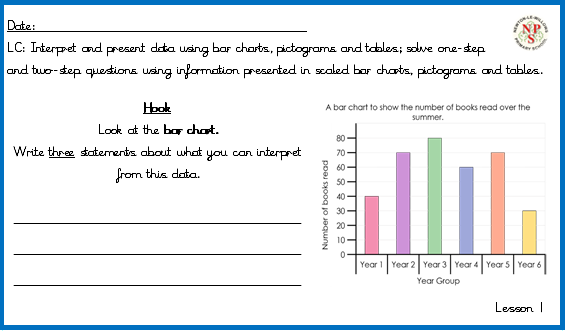 Date:
NEWTON-LE-WILLOWS
NPS
PRIMARY SCHOOL
LC: Interpret and present data using bar charts, pictograms and tables; solve one-step
and two-step questions using information presented in scaled bar charts, pictograms and tables.
Hook
Look at the bar chart.
Write three statements about what you can interpret
from this data.
A bar chart to show the number of books read over the
summer.
Number of books read
80
70
60
50
40
30
20
10
0
Year 1 Year 2 Year 3 Year 4 Year 5 Year 6
Year Group
Lesson 1